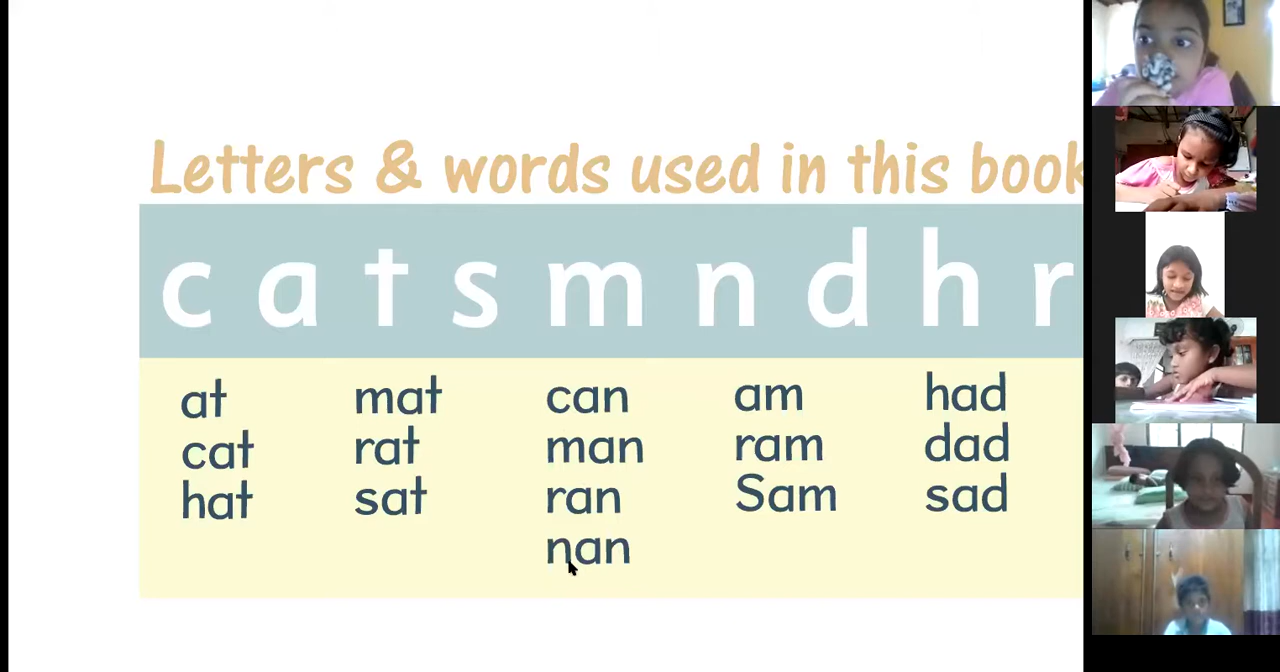 Letters & words used in this book
c a t s m n d h r
at mat can am had
cat rat man ram dad
hat sat ran Sam sad
nan